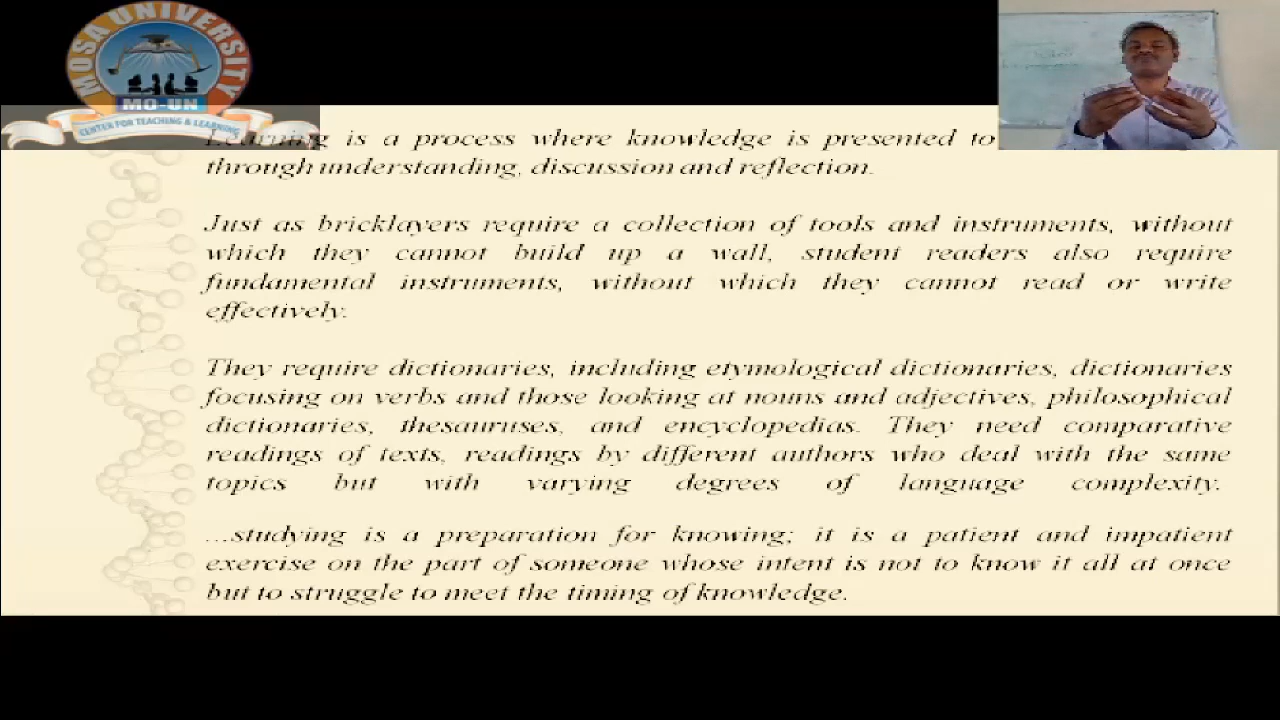 MOSA UNIVERSITY
MO-UN
CENTER FOR TEACHING & LEARNING
Learning is a process where knowledge is presented to
through understanding, discussion and reflection.
Just as bricklayers require a collection of tools and instruments, without
which they cannot build up a wall, student readers also require
fundamental instruments, without which they cannot read or write
effectively.
They require dictionaries, including etymological dictionaries, dictionaries
focusing on verbs and those looking at nouns and adjectives, philosophical
dictionaries, thesauruses, and encyclopedias. They need comparative
readings of texts, readings by different authors who deal with the same
topics but with varying degrees of language complexity.
...studying is a preparation for knowing; it is a patient and impatient
exercise on the part of someone whose intent is not to know it all at once
but to struggle to meet the timing of knowledge.